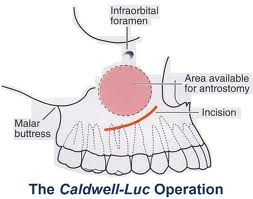 Infraorbital
foramen
Area available
for antrostomy
Malar
buttress
Incision
The Caldwell-Luc Operation